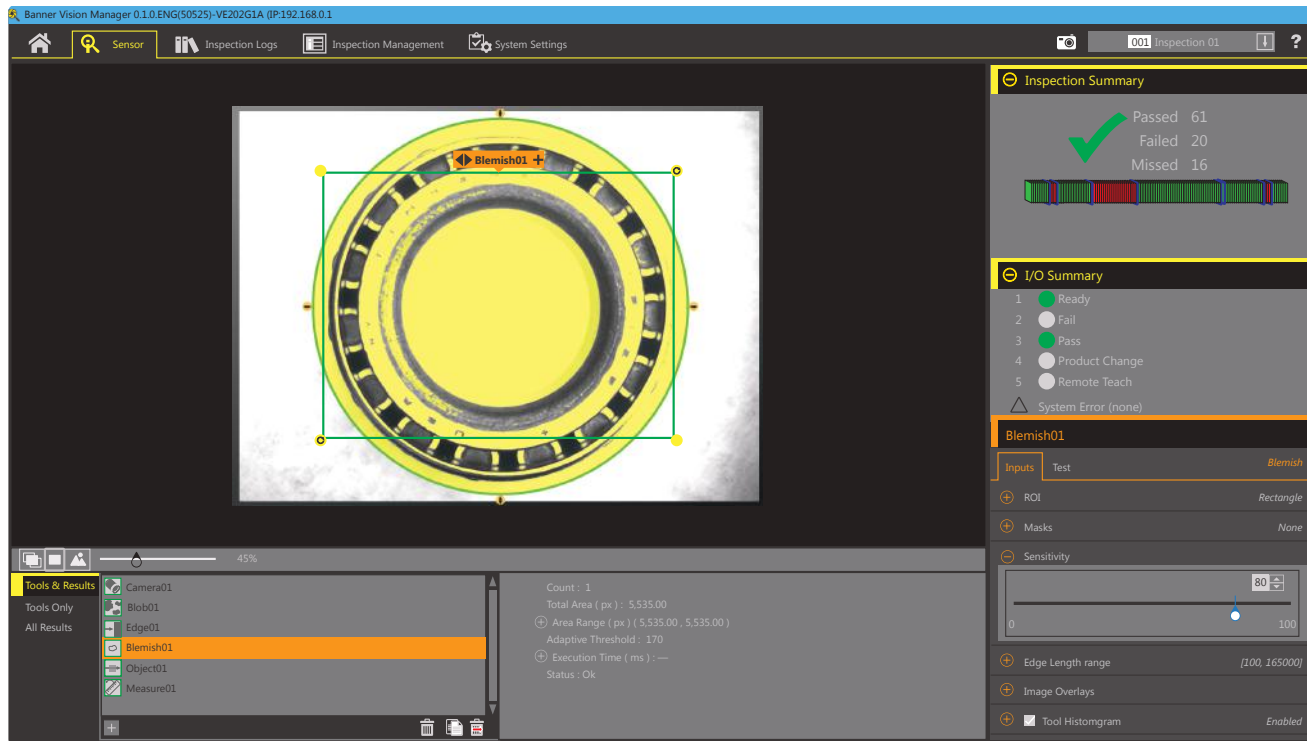 Banner Vision Manager 0.1.0.ENG(50525)-VE202G1A (IP:192.168.0.1
Sensor
Inspection Logs
Inspection Management
System Settings
001 Inspection 01
?
Inspection Summary
Passed 61
Failed 20
Missed 16
Blemish01
I/O Summary
1 Ready
2 Fail
3 Pass
4 Product Change
5 Remote Teach
System Error (none)
Blemish01
Inputs Test Blemish
ROI Rectangle
Masks None
Sensitivity
80
0 100
Edge Length range [100, 165000]
Image Overlays
Tool Histomgram Enabled
45%
Tools & Results
Tools Only
All Results
Camera01
Blob01
Edge01
Blemish01
Object01
Measure01
Count : 1
Total Area ( px ) : 5,535.00
Area Range ( px ) ( 5,535.00 , 5,535.00 )
Adaptive Threshold : 170
Execution Time ( ms ) : —
Status : Ok